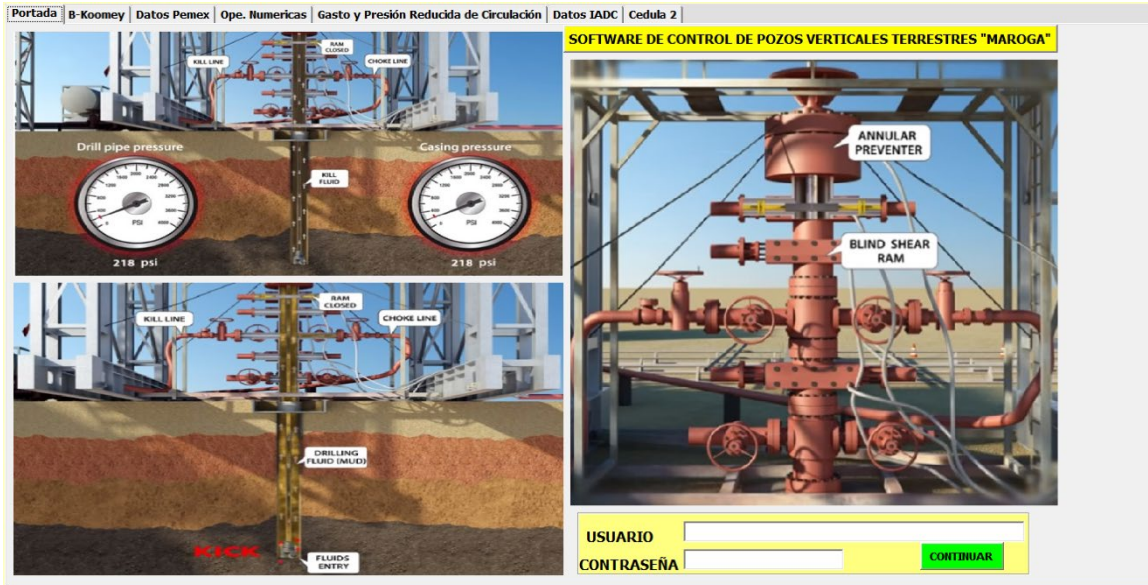 Portada
B-Koomey
Datos Pemex
Ope. Numericas
Gasto y Presión Reducida de Circulación
Datos IADC
Cedula 2
SOFTWARE DE CONTROL DE POZOS VERTICALES TERRESTRES "MAROGA"
RAM
CLOSED
KILL LINE
CHOKE LINE
Drill pipe pressure
Casing pressure
KILL
FLUID
PSI
PSI
218 psi
218 psi
RAM
CLOSED
KILL LINE
CHOKE LINE
DRILLING
FLUID (MUD)
KICK
FLUIDS
ENTRY
ANNULAR
PREVENTER
BLIND SHEAR
RAM
USUARIO
CONTRASEÑA
CONTINUAR